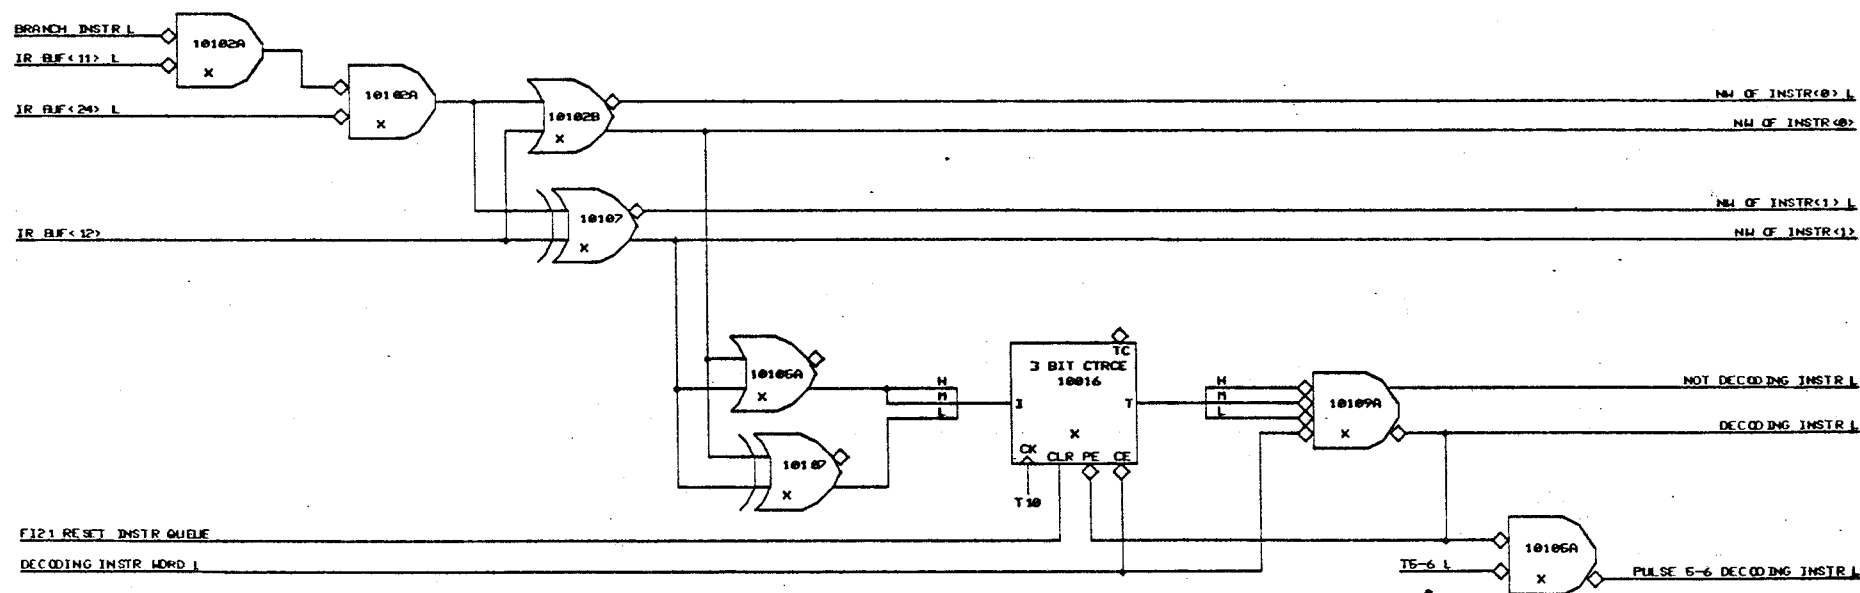 BRANCH INSTR L
10102A
X
IR BUF<11> L
10102A
X
IR BUF<24> L
10102B
X
NW OF INSTR<0> L
NW OF INSTR<0>
10107
X
NW OF INSTR<1> L
IR BUF<12>
NW OF INSTR<1>
10105A
X
H
M
L
TC
3 BIT CTRCE
10016
I
T
X
CK
CLR
PE
CE
T10
H
M
L
10109A
X
NOT DECODING INSTR L
DECODING INSTR L
10107
X
FI21 RESET INSTR QUEUE
DECODING INSTR WORD L
T5-6 L
10105A
X
PULSE 5-6 DECODING INSTR L